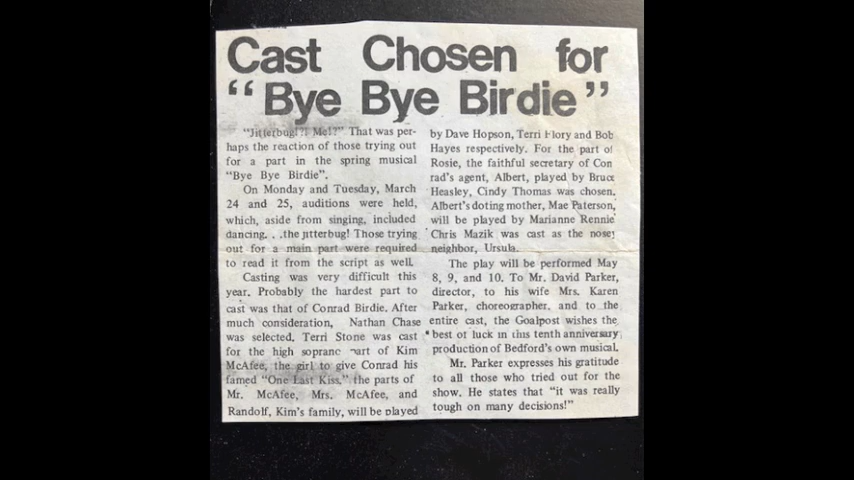 Cast Chosen for
“Bye Bye Birdie”
"Jitterbug!?! Me!?" That was per-
haps the reaction of those trying out
for a part in the spring musical
"Bye Bye Birdie".
On Monday and Tuesday, March
24 and 25, auditions were held,
which, aside from singing, included
dancing. . .the jitterbug! Those trying
out for a main part were required
to read it from the script as well.
Casting was very difficult this
year. Probably the hardest part to
cast was that of Conrad Birdie. After
much consideration, Nathan Chase
was selected. Terri Stone was cast
for the high sopranc part of Kim
McAfee, the girl to give Conrad his
famed "One Last Kiss." the parts of
Mr. McAfee, Mrs. McAfee, and
Randolf, Kim's family, will be played
by Dave Hopson, Terri Flory and Bob
Hayes respectively. For the part of
Rosie, the faithful secretary of Con
rad's agent, Albert, played by Bruce
Heasley, Cindy Thomas was chosen.
Albert's doting mother, Mae Paterson,
will be played by Marianne Rennie
Chris Mazik was cast as the nosey
neighbor, Ursula.
The play will be performed May
8, 9, and 10. To Mr. David Parker,
director, to his wife Mrs. Karen
Parker, choreographer, and to the
entire cast, the Goalpost wishes the
best of luck in this tenth anniversary
production of Bedford's own musical.
Mr. Parker expresses his gratitude
to all those who tried out for the
show. He states that "it was really
tough on many decisions!"